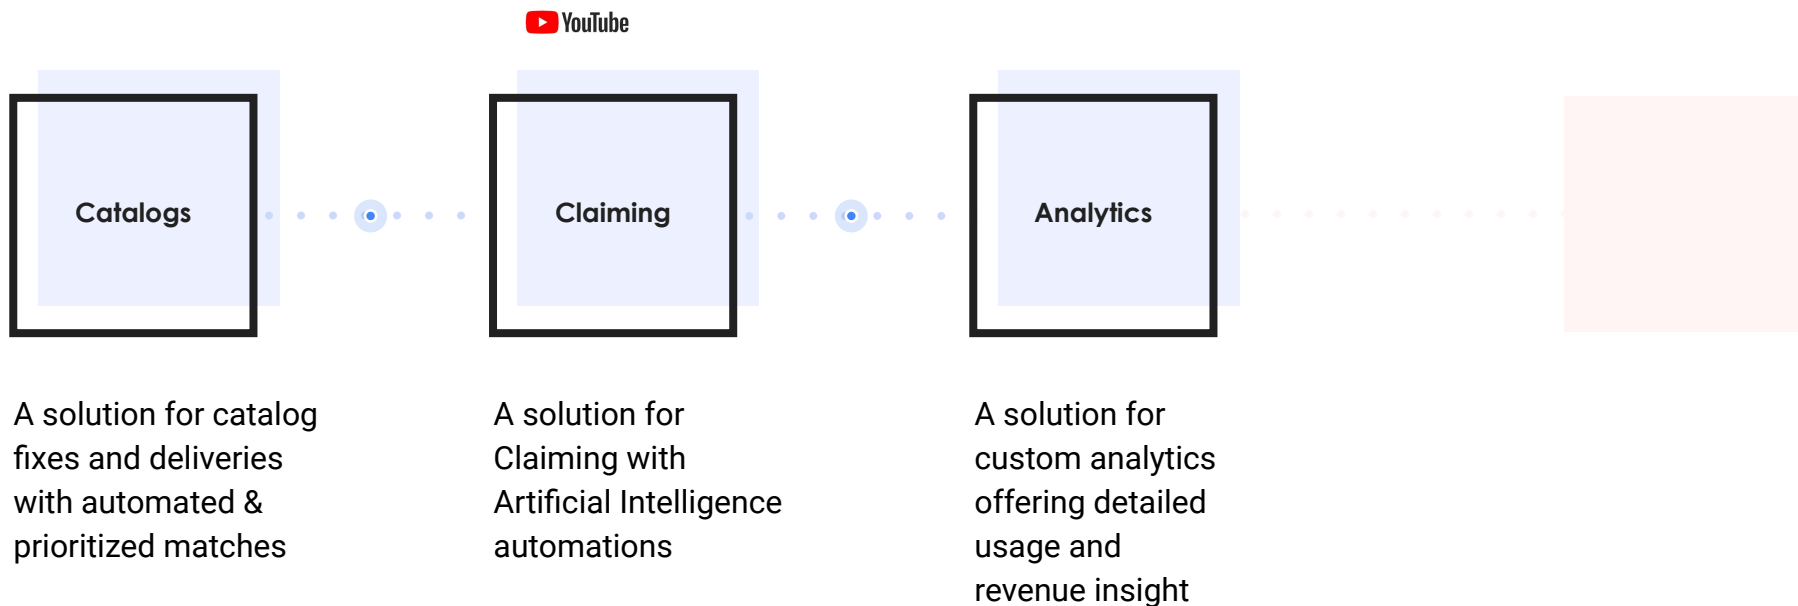 YouTube
Catalogs
Claiming
Analytics
A solution for catalog
fixes and deliveries
with automated &
prioritized matches
A solution for
Claiming with
Artificial Intelligence
automations
A solution for
custom analytics
offering detailed
usage and
revenue insight